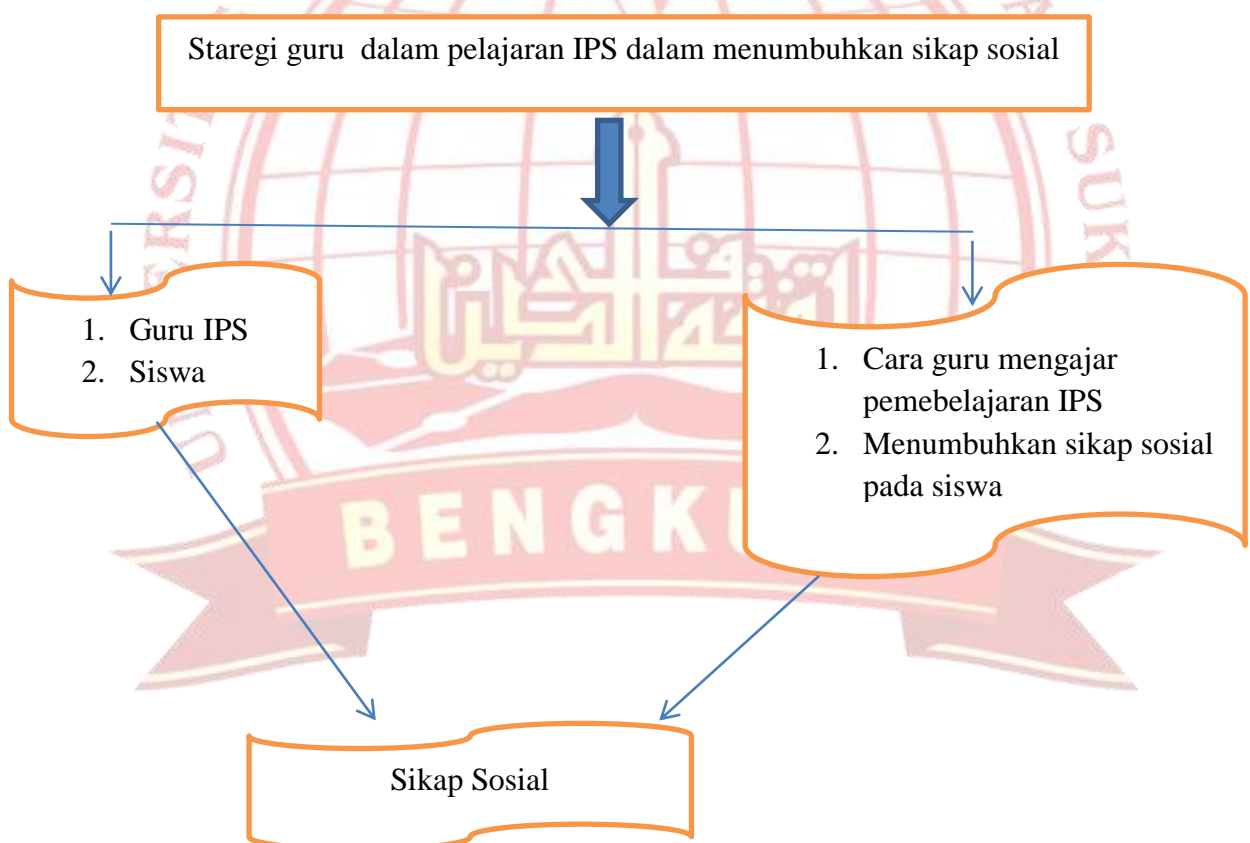 Staregi guru dalam pelajaran IPS dalam menumbuhkan sikap sosial
1. Guru IPS
2. Siswa
1. Cara guru mengajar
pemebelajaran IPS
2. Menumbuhkan sikap sosial
pada siswa
Sikap Sosial